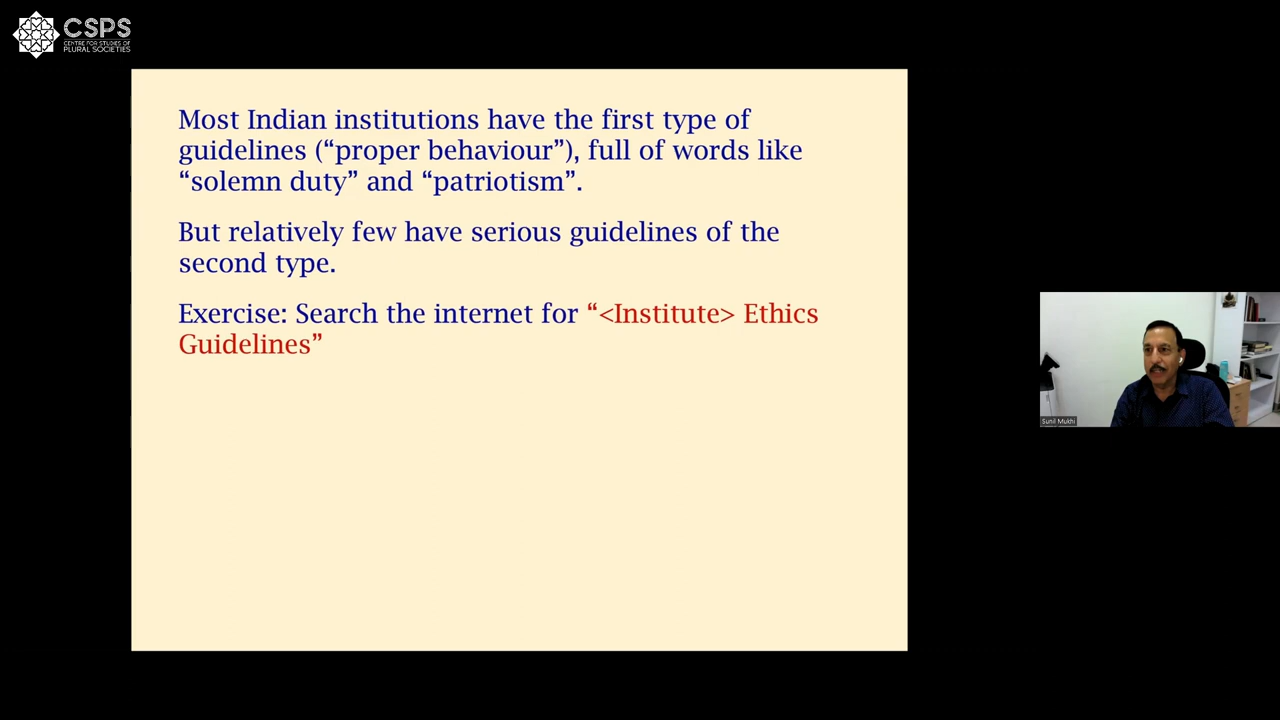 CSPS
CENTRE FOR STUDIES OF
PLURAL SOCIETIES
Most Indian institutions have the first type of
guidelines (“proper behaviour”), full of words like
“solemn duty” and “patriotism”.
But relatively few have serious guidelines of the
second type.
Exercise: Search the internet for “<Institute> Ethics
Guidelines”
Sunil Mukhi